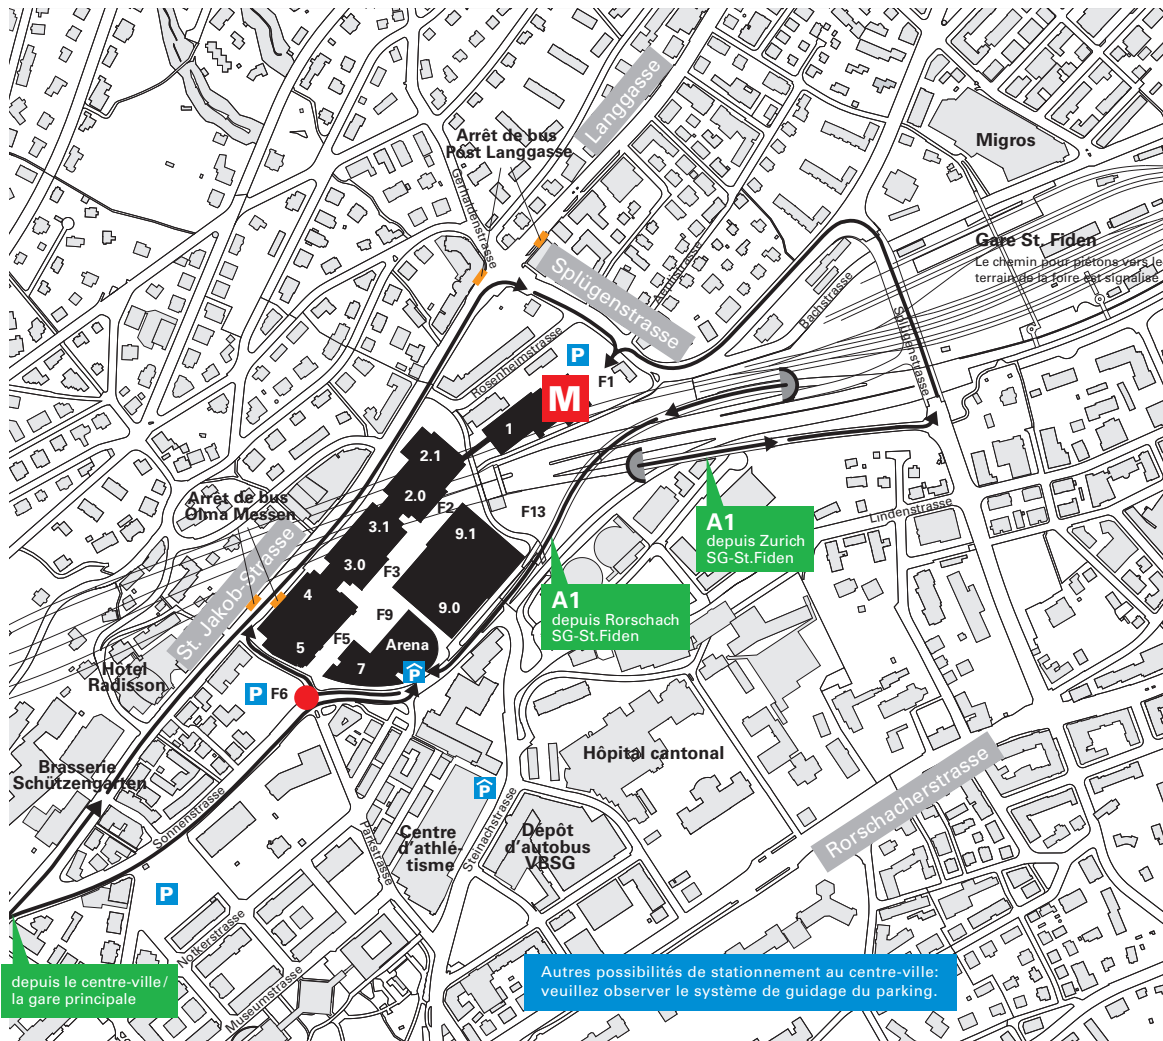 Langgasse
Arrêt de bus
Post Langgasse
Migros
Gerhaldenstrasse
Gare St. Fiden
Le chemin pour piétons vers le
terrain de la foire est signalisé.
Splügenstrasse
Bachstrasse
Splügenstrasse
Rosenheimstrasse
P
F1
M
1
2.1
2.0
F2
Arrêt de bus
Olma Messen
3.1
9.1
F13
A1
depuis Zurich
SG-St.Fiden
Lindenstrasse
St. Jakob-Strasse
3.0
F3
4
9.0
F9
A1
depuis Rorschach
SG-St.Fiden
5
F5
7
Arena
P
Hôtel
Radisson
P
F6
Brasserie
Schützengarten
Hôpital cantonal
Rorschacherstrasse
P
Sonnenstrasse
Parkstrasse
Centre
d'athlé-
tisme
Steinachstrasse
Dépôt
d'autobus
VBSG
P
Notkerstrasse
Museumstrasse
depuis le centre-ville/
la gare principale
Autres possibilités de stationnement au centre-ville:
veuillez observer le système de guidage du parking.